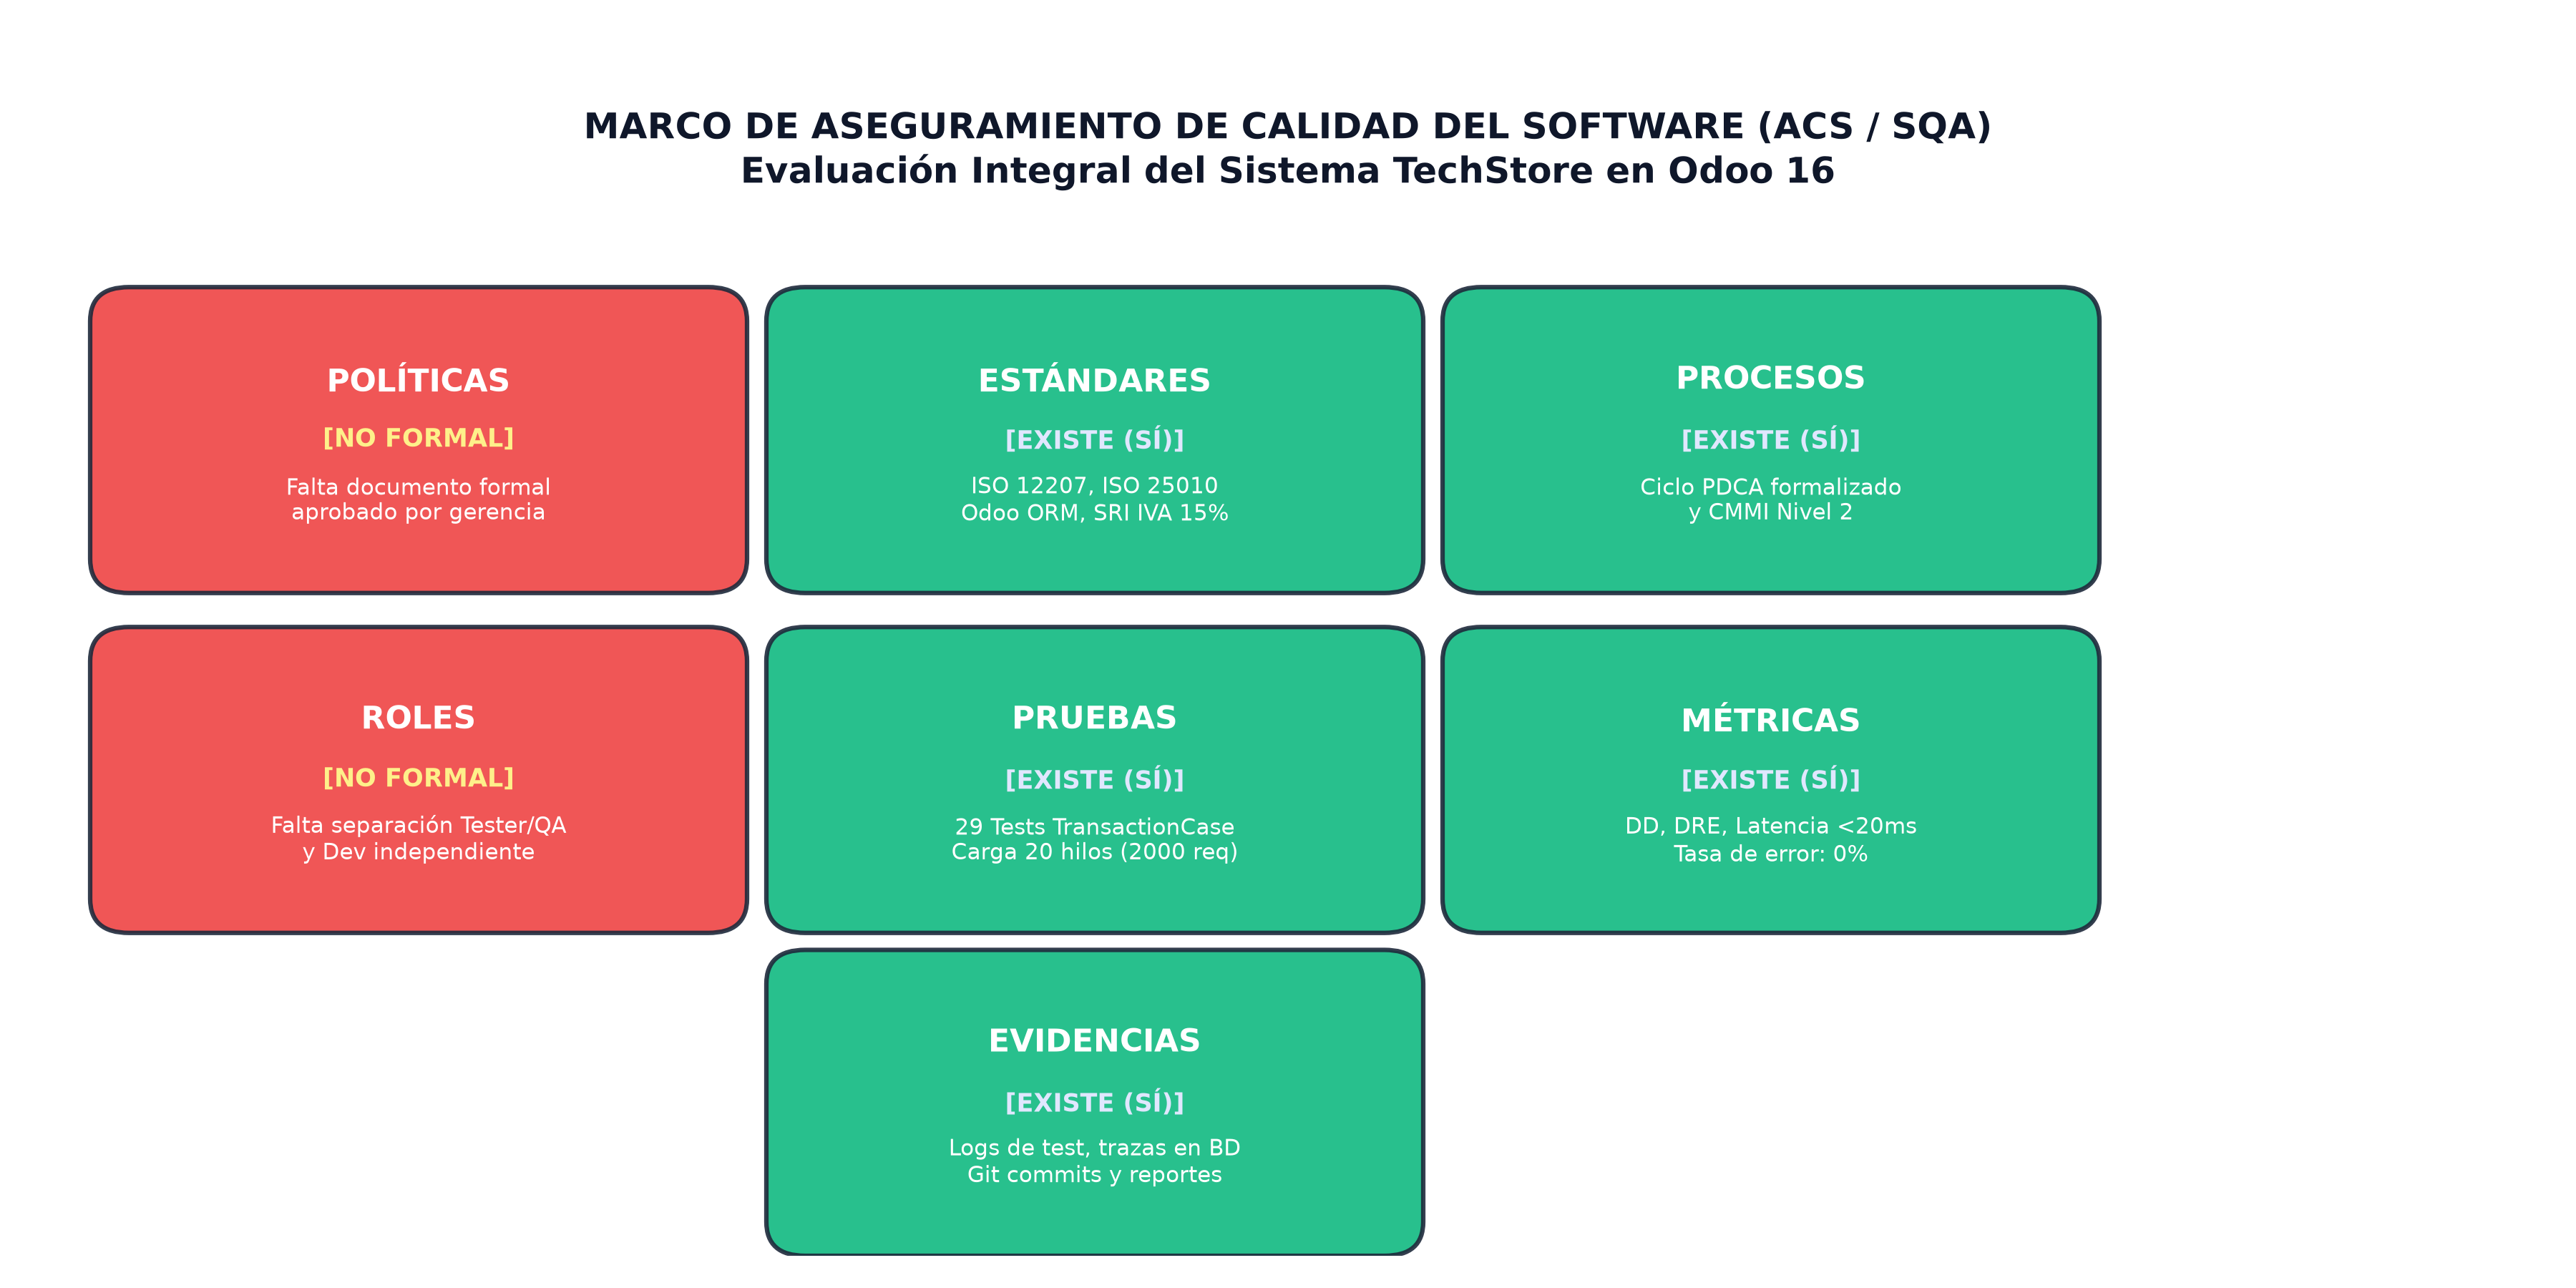 MARCO DE ASEGURAMIENTO DE CALIDAD DEL SOFTWARE (ACS / SQA)
Evaluación Integral del Sistema TechStore en Odoo 16
POLÍTICAS
[NO FORMAL]
Falta documento formal
aprobado por gerencia
ESTÁNDARES
[EXISTE (SÍ)]
ISO 12207, ISO 25010
Odoo ORM, SRI IVA 15%
PROCESOS
[EXISTE (SÍ)]
Ciclo PDCA formalizado
y CMMI Nivel 2
ROLES
[NO FORMAL]
Falta separación Tester/QA
y Dev independiente
PRUEBAS
[EXISTE (SÍ)]
29 Tests TransactionCase
Carga 20 hilos (2000 req)
MÉTRICAS
[EXISTE (SÍ)]
DD, DRE, Latencia <20ms
Tasa de error: 0%
EVIDENCIAS
[EXISTE (SÍ)]
Logs de test, trazas en BD
Git commits y reportes